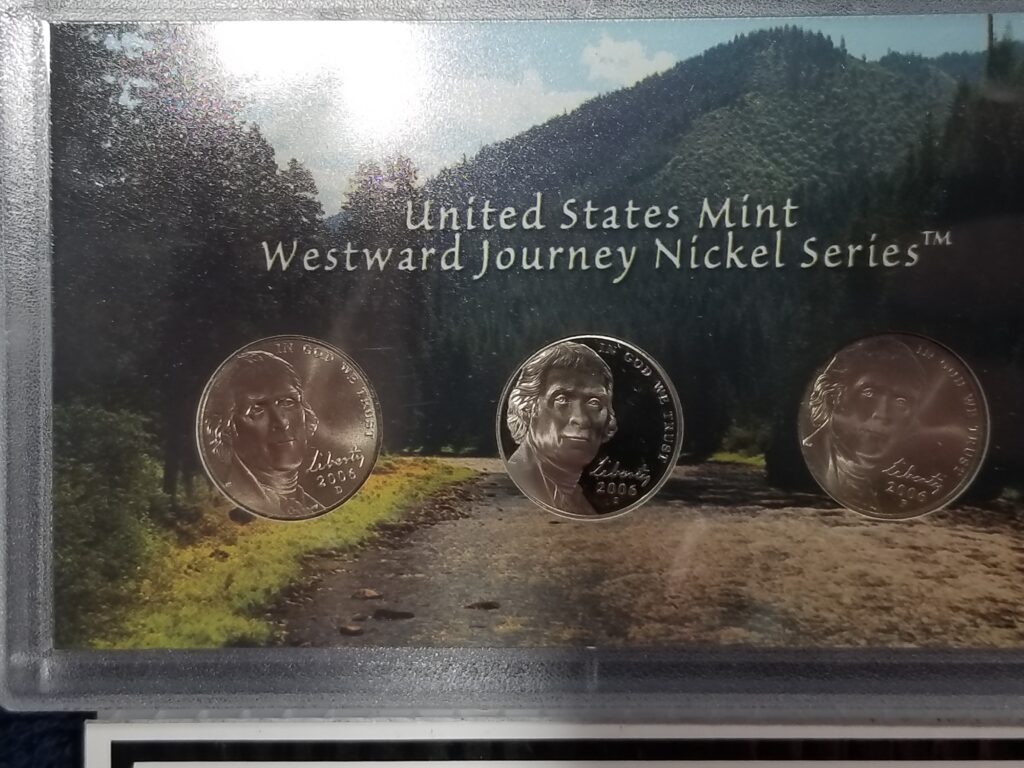 United States Mint
Westward Journey Nickel Series™
IN GOD WE TRUST
Liberty
2006
D
IN GOD WE TRUST
Liberty
2006
IN GOD WE TRUST
Liberty
2006